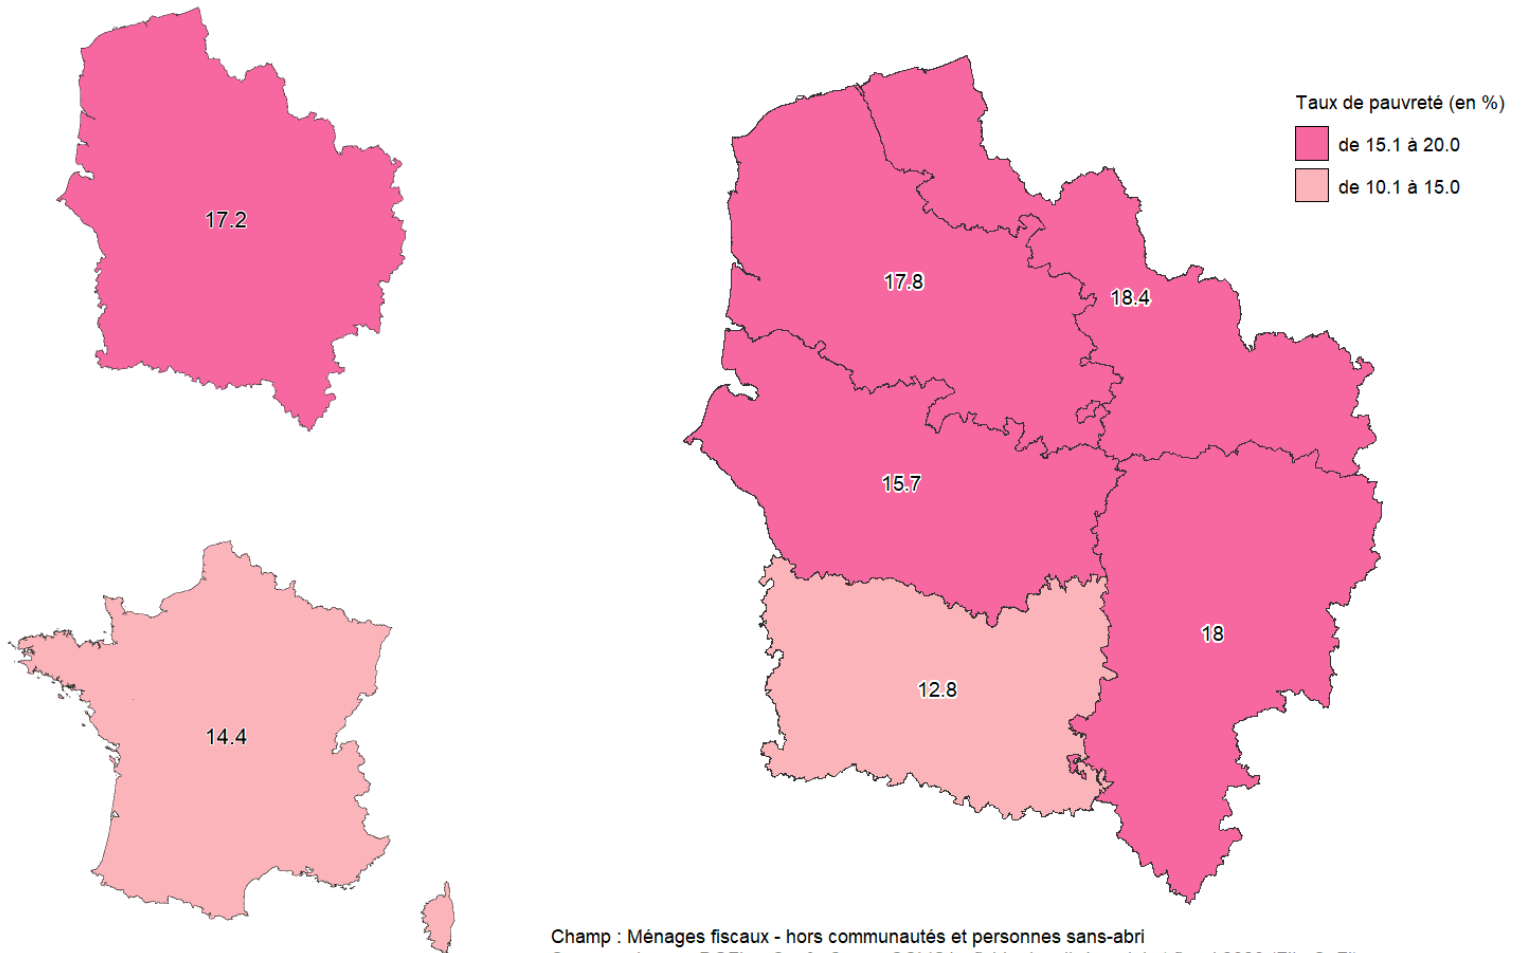 17.2
Taux de pauvreté (en %)
de 15.1 à 20.0
de 10.1 à 15.0
17.8
18.4
15.7
18
12.8
14.4
Champ : Ménages fiscaux - hors communautés et personnes sans-abri